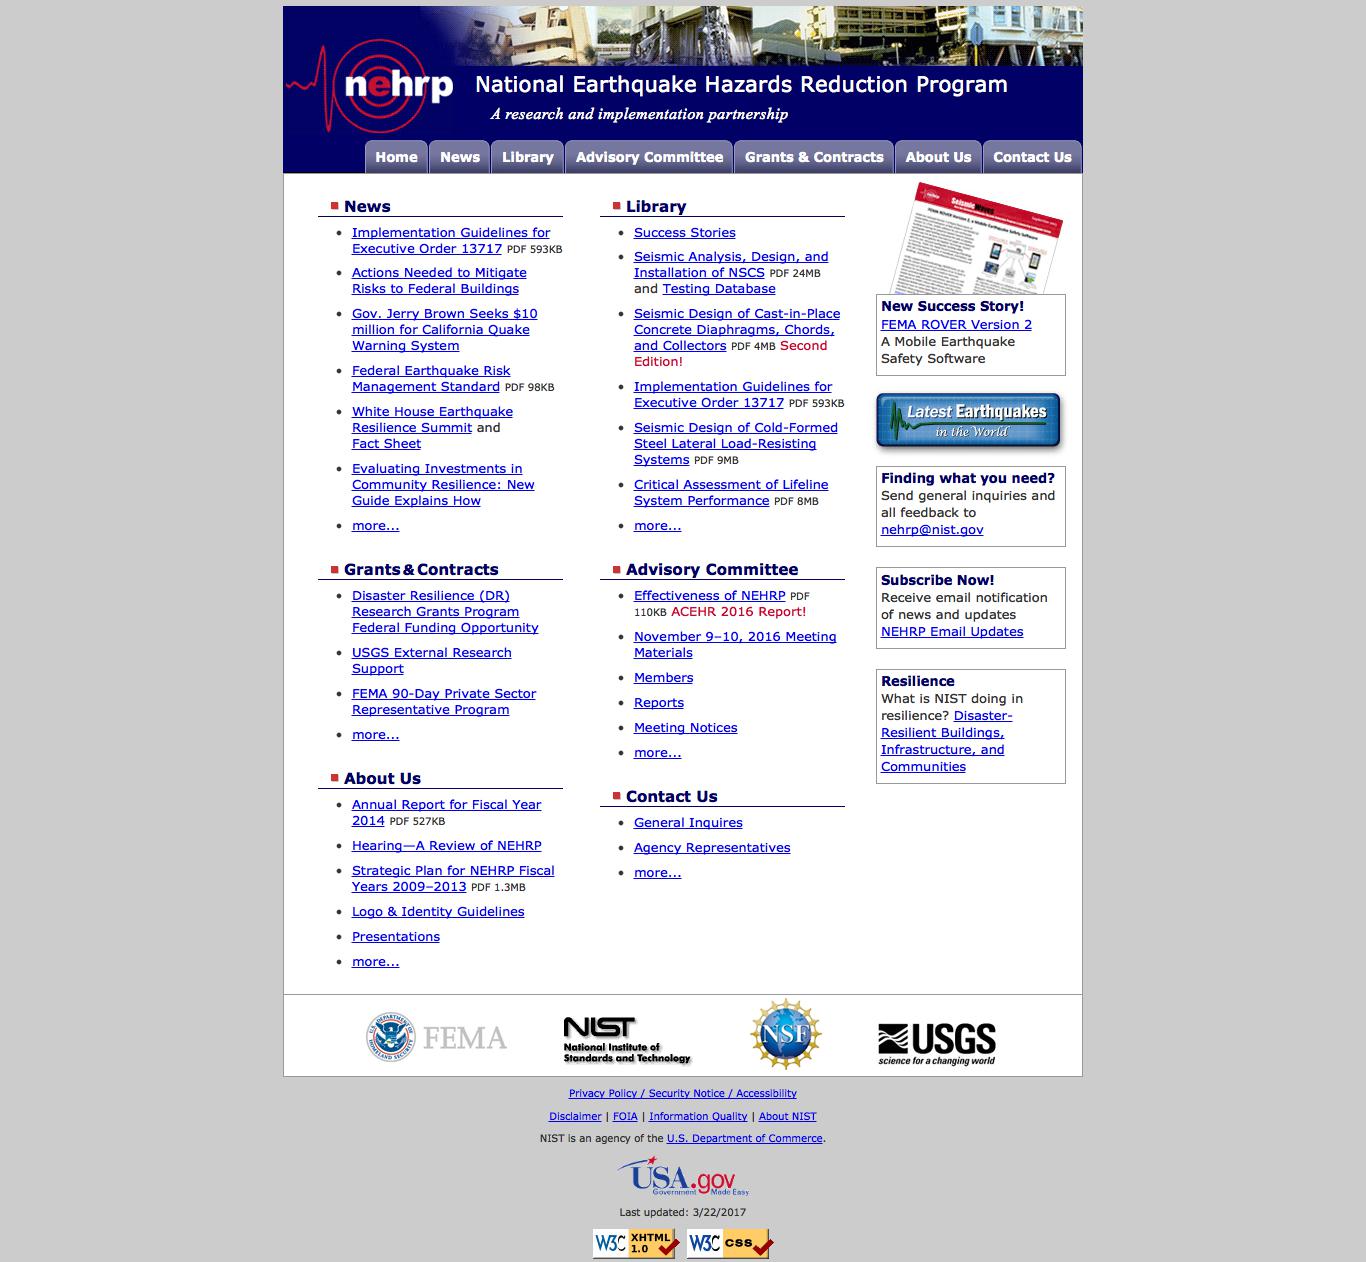 nehrp
National Earthquake Hazards Reduction Program
A research and implementation partnership
Home News Library Advisory Committee Grants & Contracts About Us Contact Us
News
Implementation Guidelines for
Executive Order 13717 PDF 593KB
Actions Needed to Mitigate
Risks to Federal Buildings
Gov. Jerry Brown Seeks $10
million for California Quake
Warning System
Federal Earthquake Risk
Management Standard PDF 98KB
White House Earthquake
Resilience Summit and
Fact Sheet
Evaluating Investments in
Community Resilience: New
Guide Explains How
more...
Grants & Contracts
Disaster Resilience (DR)
Research Grants Program
Federal Funding Opportunity
USGS External Research
Support
FEMA 90-Day Private Sector
Representative Program
more...
About Us
Annual Report for Fiscal Year
2014 PDF 527KB
Hearing—A Review of NEHRP
Strategic Plan for NEHRP Fiscal
Years 2009–2013 PDF 1.3MB
Logo & Identity Guidelines
Presentations
more...
Library
Success Stories
Seismic Analysis, Design, and
Installation of NSCS PDF 24MB
and Testing Database
Seismic Design of Cast-in-Place
Concrete Diaphragms, Chords,
and Collectors PDF 4MB Second
Edition!
Implementation Guidelines for
Executive Order 13717 PDF 593KB
Seismic Design of Cold-Formed
Steel Lateral Load-Resisting
Systems PDF 9MB
Critical Assessment of Lifeline
System Performance PDF 8MB
more...
Advisory Committee
Effectiveness of NEHRP PDF
110KB ACEHR 2016 Report!
November 9–10, 2016 Meeting
Materials
Members
Reports
Meeting Notices
more...
Contact Us
General Inquires
Agency Representatives
more...
SeismicWaves
FEMA ROVER Version 2, a Mobile Earthquake Safety Software
New Success Story!
FEMA ROVER Version 2
A Mobile Earthquake
Safety Software
Latest Earthquakes
in the World
Finding what you need?
Send general inquiries and
all feedback to
nehrp@nist.gov
Subscribe Now!
Receive email notification
of news and updates
NEHRP Email Updates
Resilience
What is NIST doing in
resilience? Disaster-
Resilient Buildings,
Infrastructure, and
Communities
U.S. DEPARTMENT OF
HOMELAND SECURITY
FEMA
NIST
National Institute of
Standards and Technology
NSF
USGS
science for a changing world
Privacy Policy / Security Notice / Accessibility
Disclaimer | FOIA | Information Quality | About NIST
NIST is an agency of the U.S. Department of Commerce.
USA.gov
Government Made Easy
Last updated: 3/22/2017
W3C XHTML 1.0 W3C CSS